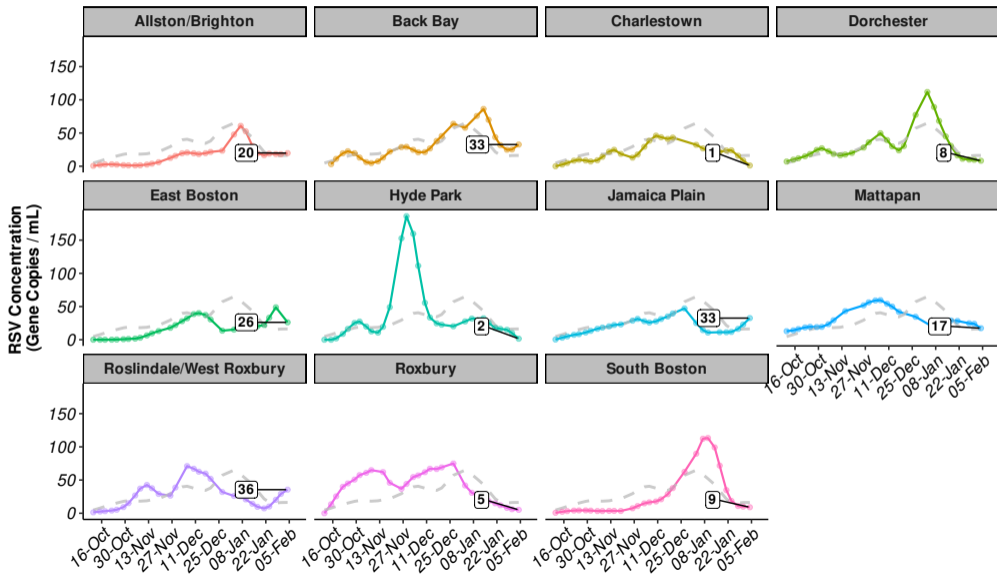 Allston/Brighton Back Bay Charlestown Dorchester
150
100
50
0
20 33 1 8
East Boston Hyde Park Jamaica Plain Mattapan
RSV Concentration
(Gene Copies / mL)
150
100
50
0
26 2 33 17
16-Oct 30-Oct 13-Nov 27-Nov 11-Dec 25-Dec 08-Jan 22-Jan 05-Feb
Roslindale/West Roxbury Roxbury South Boston
150
100
50
0
36 5 9
16-Oct 30-Oct 13-Nov 27-Nov 11-Dec 25-Dec 08-Jan 22-Jan 05-Feb
16-Oct 30-Oct 13-Nov 27-Nov 11-Dec 25-Dec 08-Jan 22-Jan 05-Feb
16-Oct 30-Oct 13-Nov 27-Nov 11-Dec 25-Dec 08-Jan 22-Jan 05-Feb